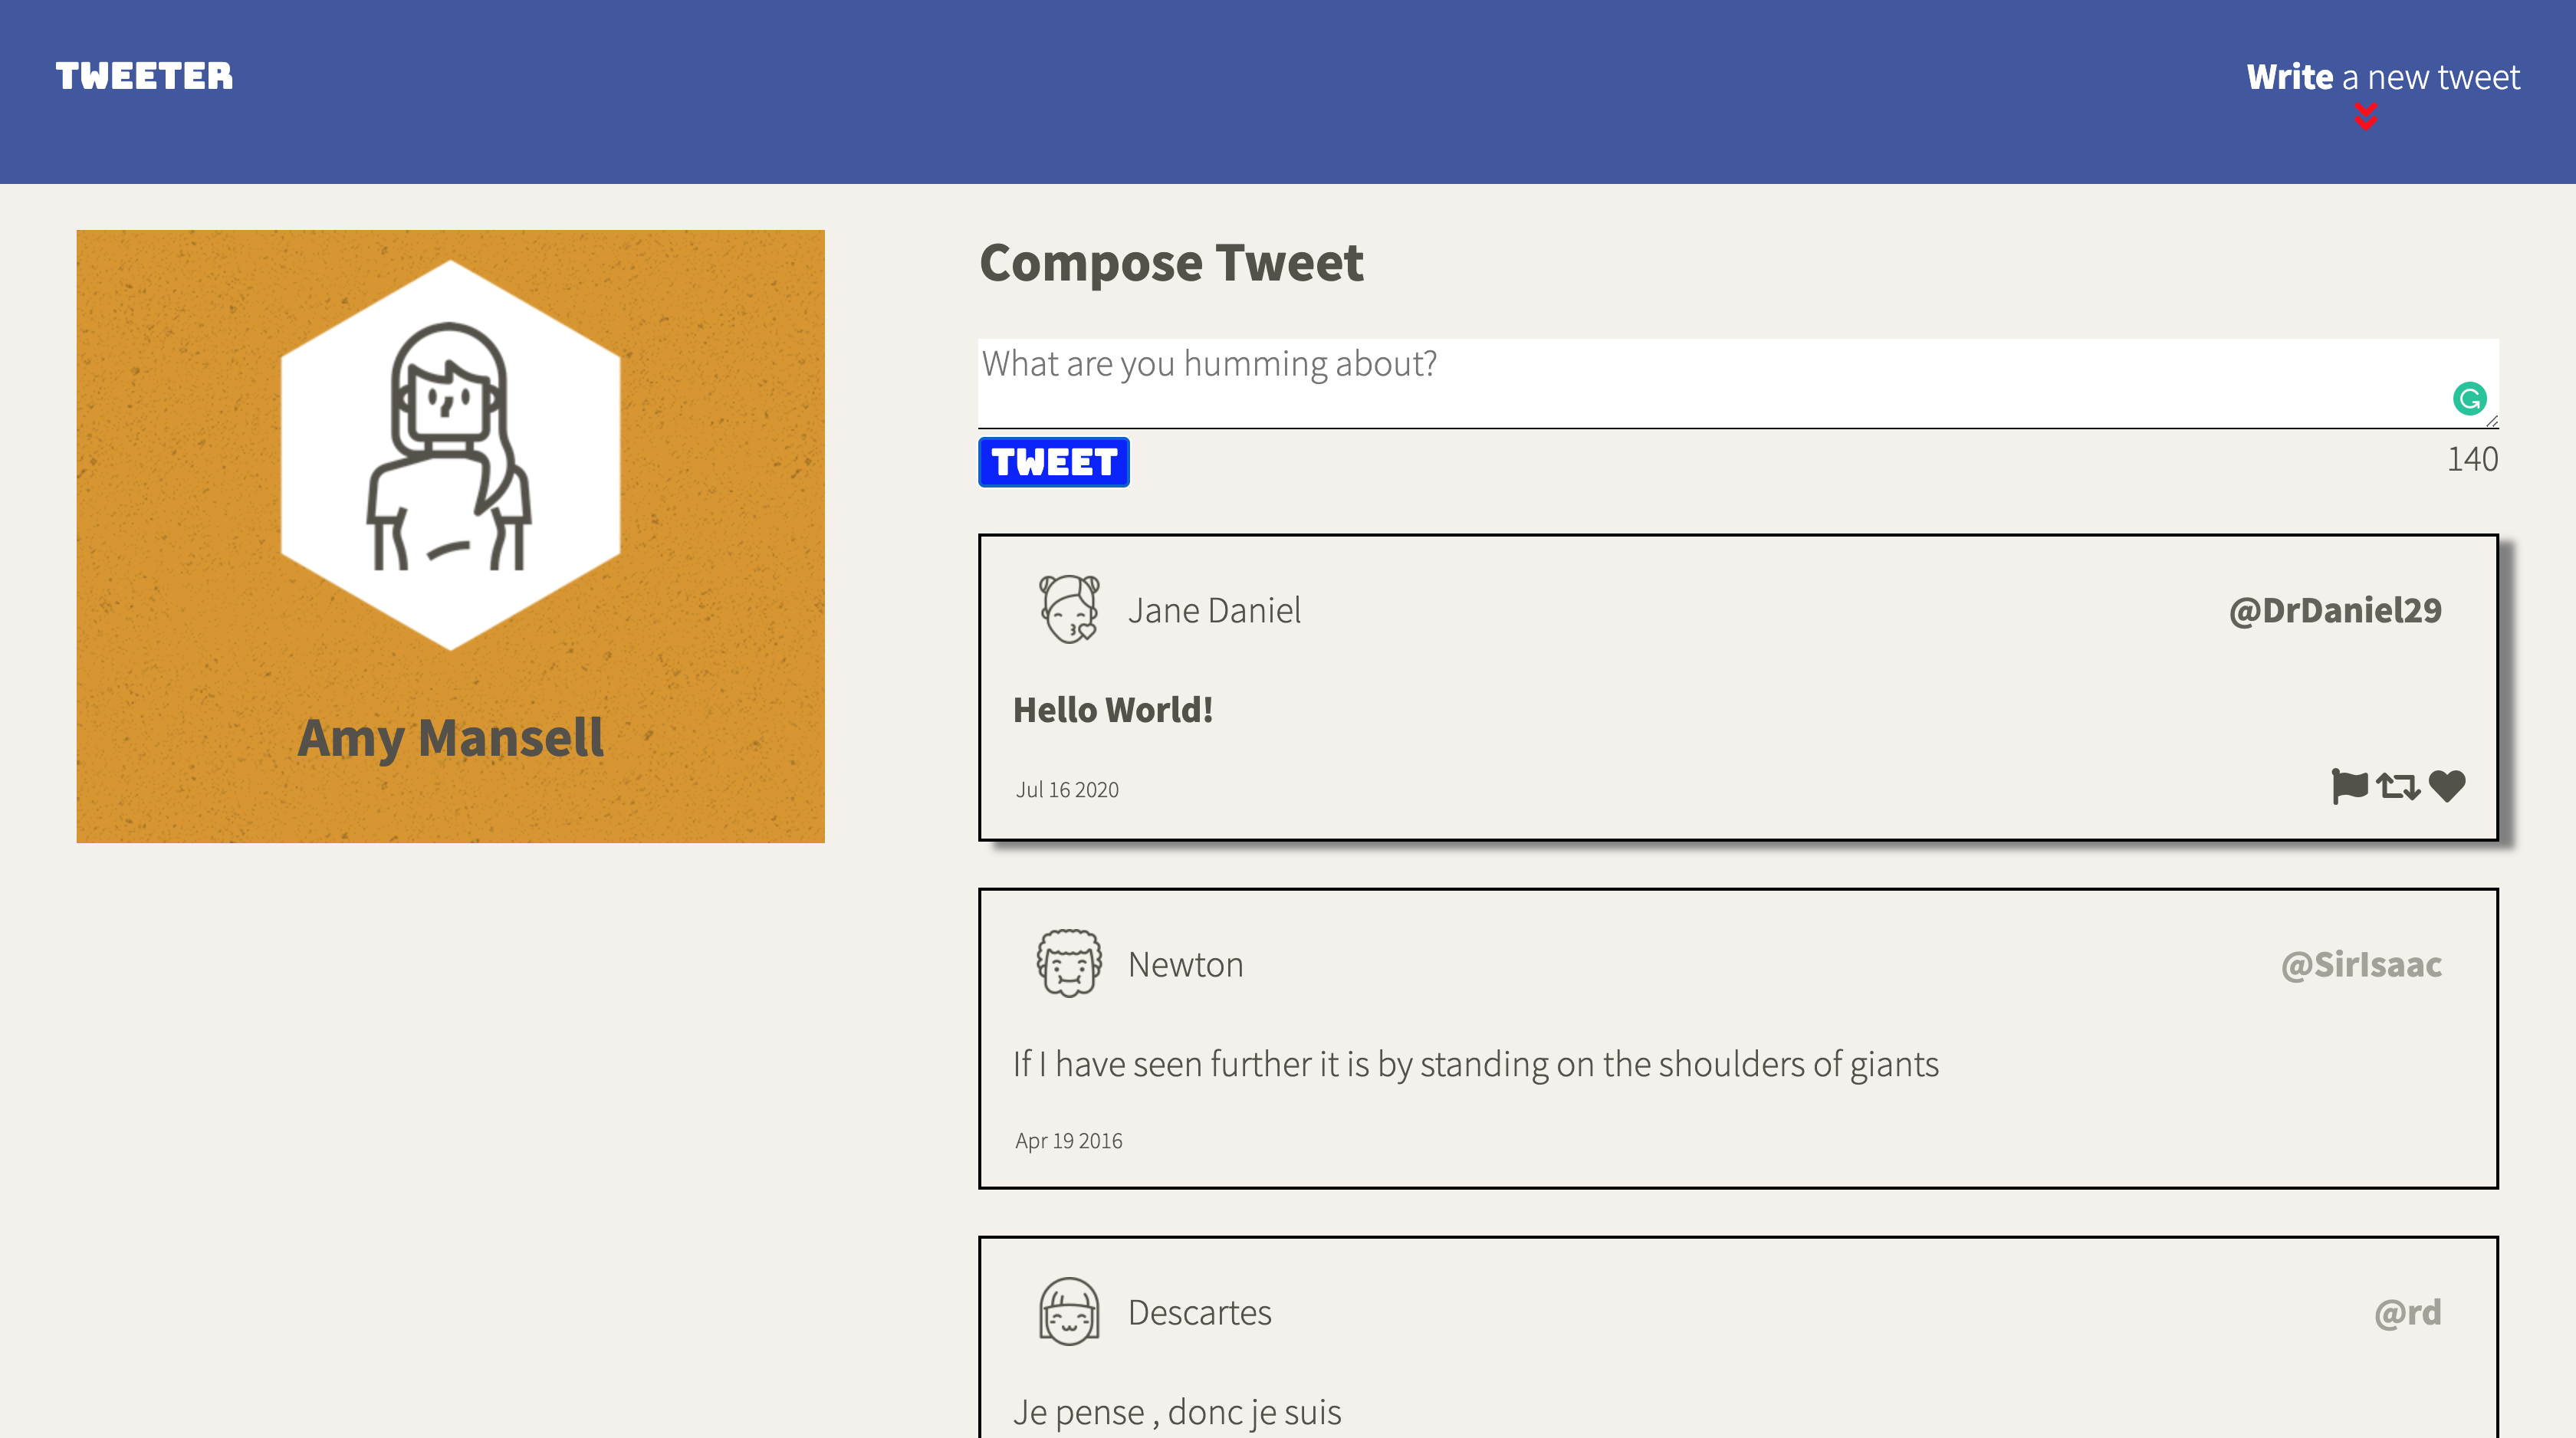 TWEETER
Write a new tweet
Amy Mansell
Compose Tweet
What are you humming about?
TWEET
140
Jane Daniel
@DrDaniel29
Hello World!
Jul 16 2020
Newton
@SirIsaac
If I have seen further it is by standing on the shoulders of giants
Apr 19 2016
Descartes
@rd
Je pense , donc je suis